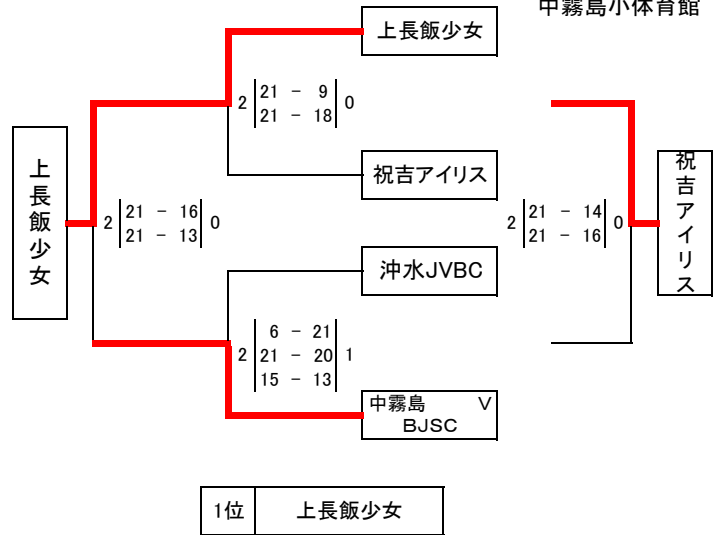 中霧島小体育館
上長飯少女
2 21 - 9 0
21 - 18
祝吉アイリス
上長飯少女
2 21 - 16 0
21 - 13
2 21 - 14 0
21 - 16
祝吉アイリス
沖水JVBC
6 - 21
2 21 - 20 1
15 - 13
中霧島 V
BJSC
1位 上長飯少女